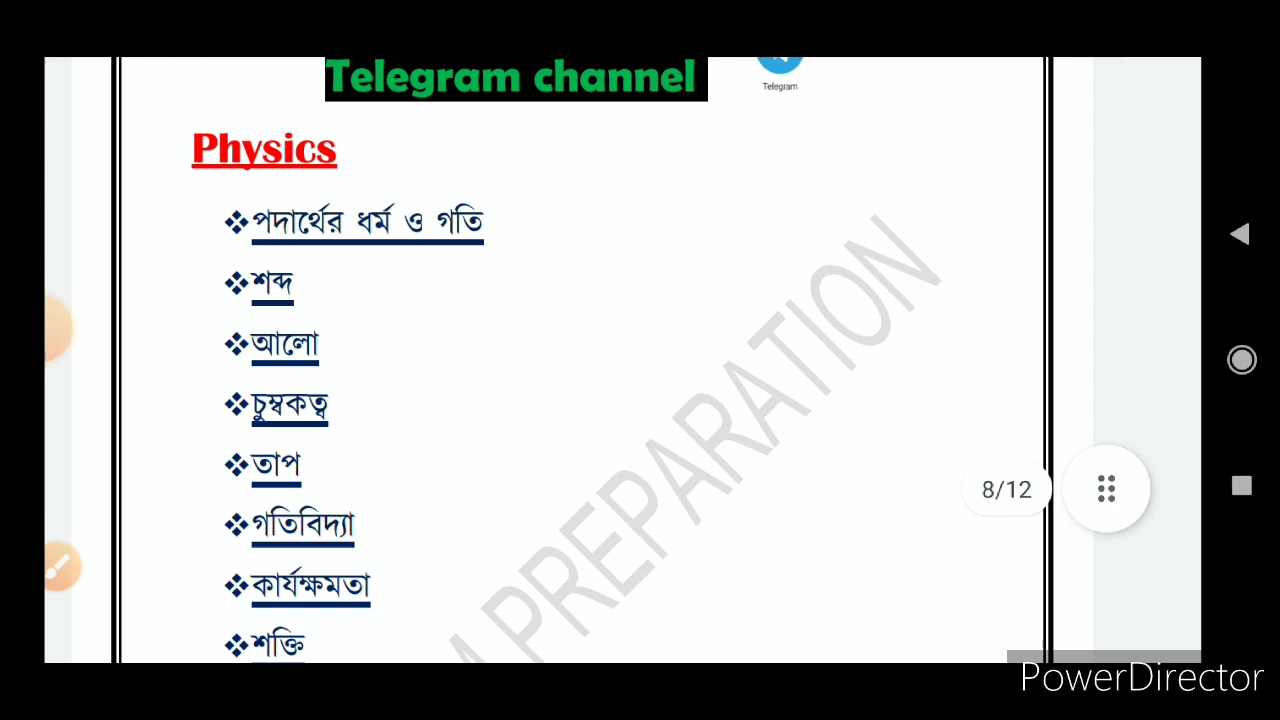 Telegram channel
Telegram
Physics
❖পদার্থের ধর্ম ও গতি
❖শব্দ
❖আলো
❖চুম্বকত্ব
❖তাপ
❖গতিবিদ্যা
❖কার্যক্ষমতা
❖শক্তি
PREPARATION
8/12
PowerDirector